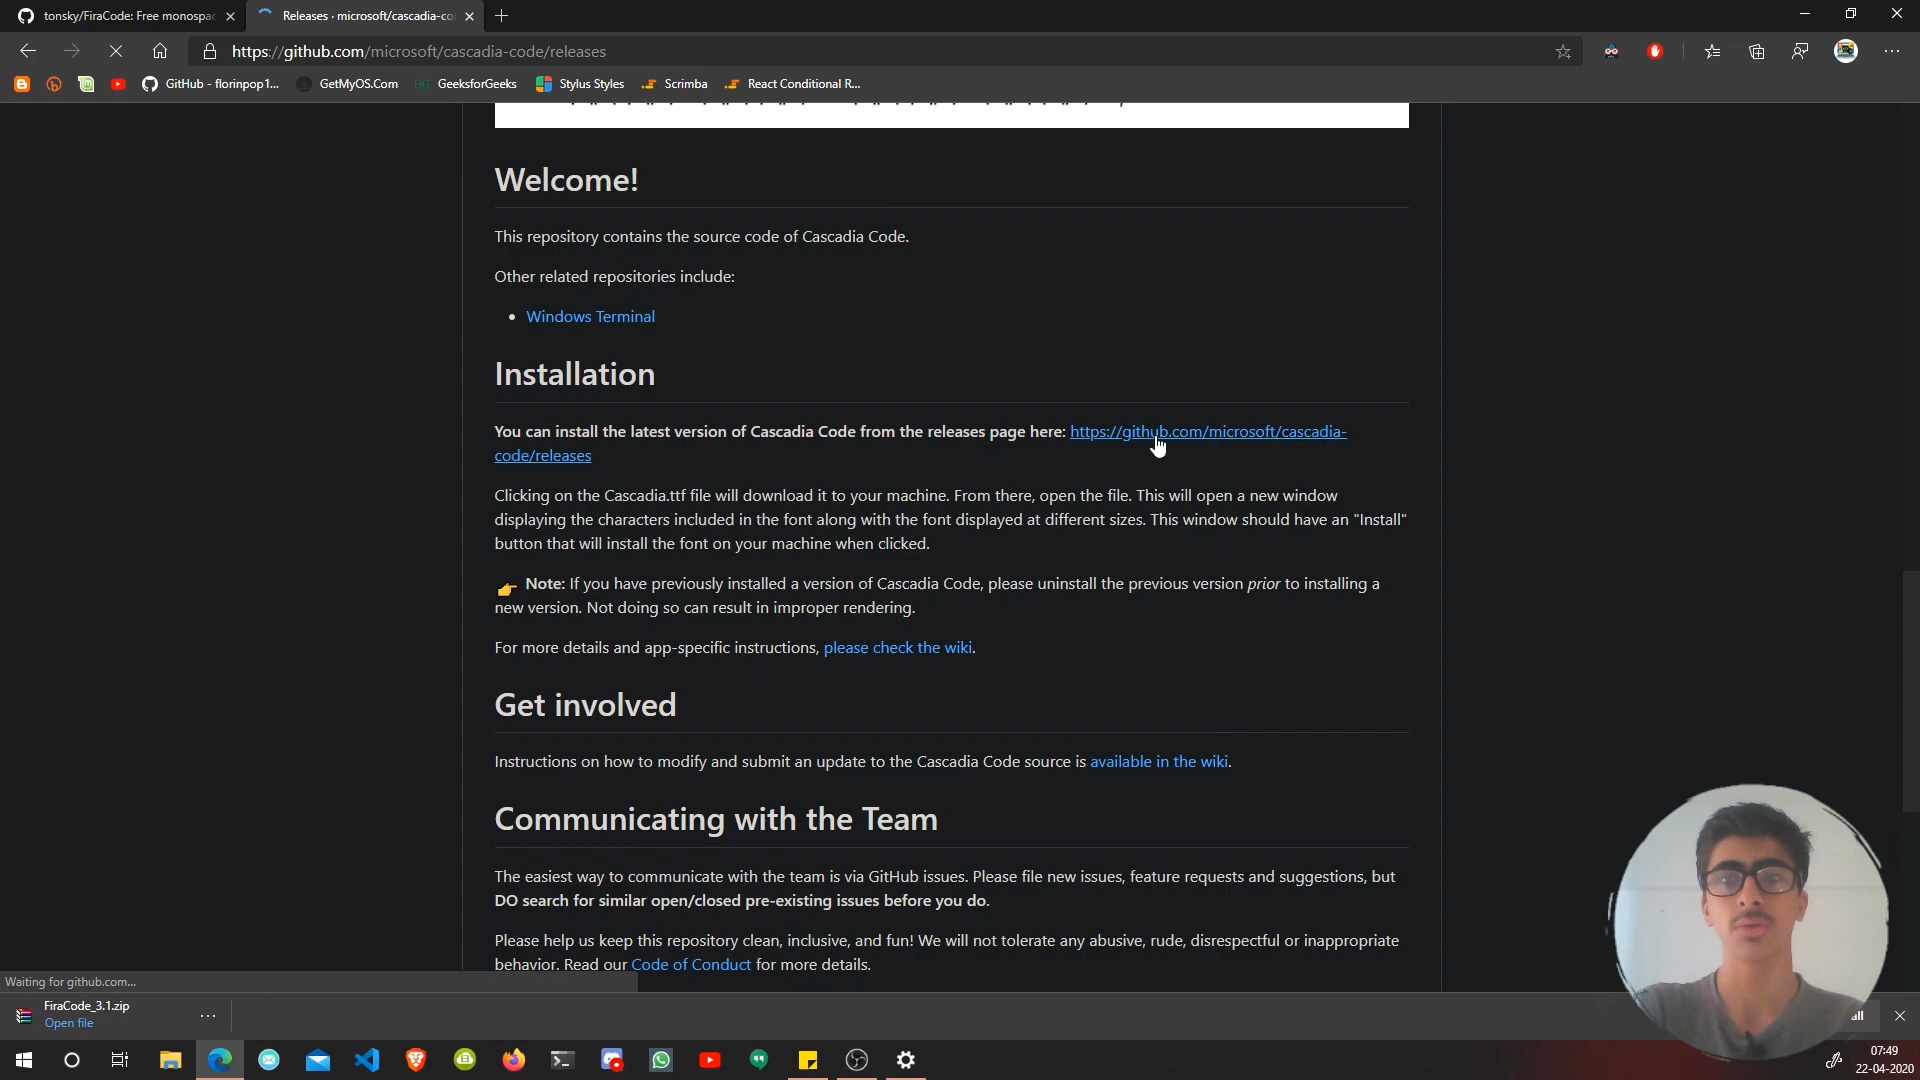 tonsky/FiraCode: Free monospac
Releases · microsoft/cascadia-co
https://github.com/microsoft/cascadia-code/releases
GitHub - florinpop1...
GetMyOS.Com
GeeksforGeeks
Stylus Styles
Scrimba
React Conditional R...
Welcome!
This repository contains the source code of Cascadia Code.
Other related repositories include:
• Windows Terminal
Installation
You can install the latest version of Cascadia Code from the releases page here: https://github.com/microsoft/cascadia-
code/releases
Clicking on the Cascadia.ttf file will download it to your machine. From there, open the file. This will open a new window
displaying the characters included in the font along with the font displayed at different sizes. This window should have an "Install"
button that will install the font on your machine when clicked.
👉 Note: If you have previously installed a version of Cascadia Code, please uninstall the previous version prior to installing a
new version. Not doing so can result in improper rendering.
For more details and app-specific instructions, please check the wiki.
Get involved
Instructions on how to modify and submit an update to the Cascadia Code source is available in the wiki.
Communicating with the Team
The easiest way to communicate with the team is via GitHub issues. Please file new issues, feature requests and suggestions, but
DO search for similar open/closed pre-existing issues before you do.
Please help us keep this repository clean, inclusive, and fun! We will not tolerate any abusive, rude, disrespectful or inappropriate
behavior. Read our Code of Conduct for more details.
Waiting for github.com...
FiraCode_3.1.zip
Open file
all
07:49
22-04-2020